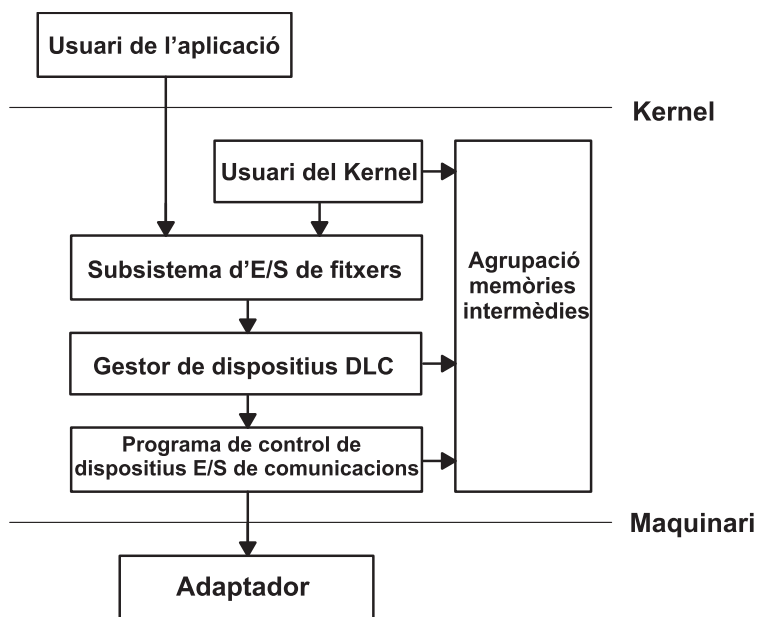 Usuari de l’aplicació
Kernel
Usuari del Kernel
Subsistema d’E/S de fitxers
Agrupació
memòries
intermèdies
Gestor de dispositius DLC
Programa de control de
dispositius E/S de comunicacions
Maquinari
Adaptador